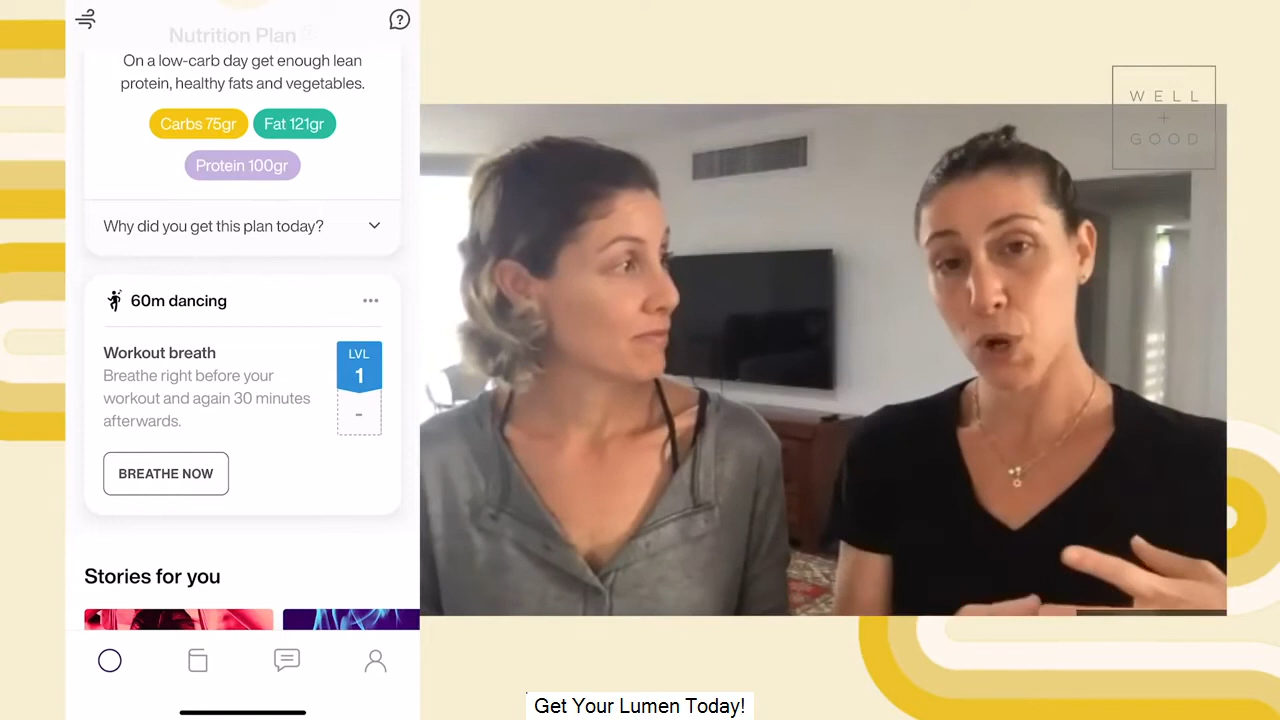 Nutrition Plan
On a low-carb day get enough lean
protein, healthy fats and vegetables.
Carbs 75gr
Fat 121gr
Protein 100gr
Why did you get this plan today?
60m dancing
Workout breath
Breathe right before your
workout and again 30 minutes
afterwards.
LVL
1
-
BREATHE NOW
Stories for you
WELL
+
GOOD
Get Your Lumen Today!